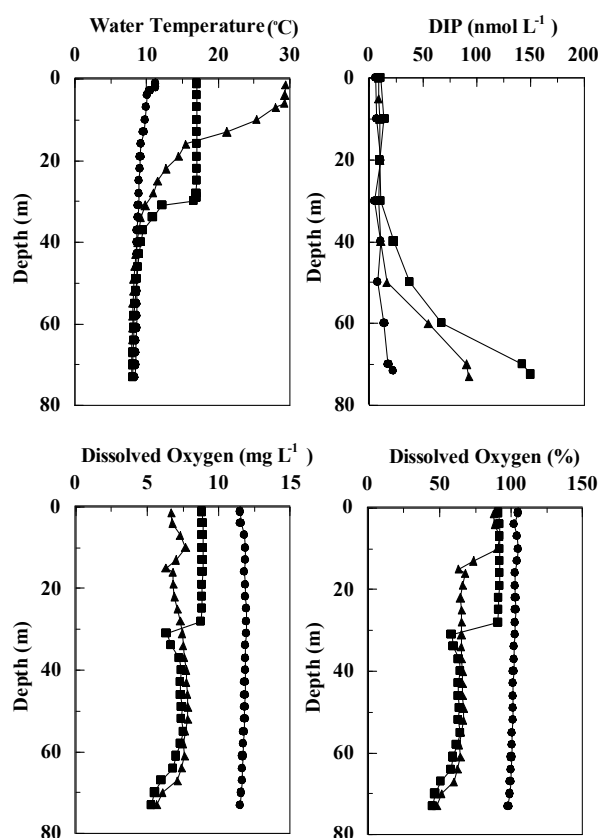 Water Temperature(°C)
0 10 20 30
0
20
40
60
80
Depth (m)
DIP (nmol L-1)
0 50 100 150 200
0
20
40
60
80
Depth (m)
Dissolved Oxygen (mg L-1 )
0 5 10 15
0
20
40
60
80
Depth (m)
Dissolved Oxygen (%)
0 50 100 150
0
20
40
60
80
Depth (m)